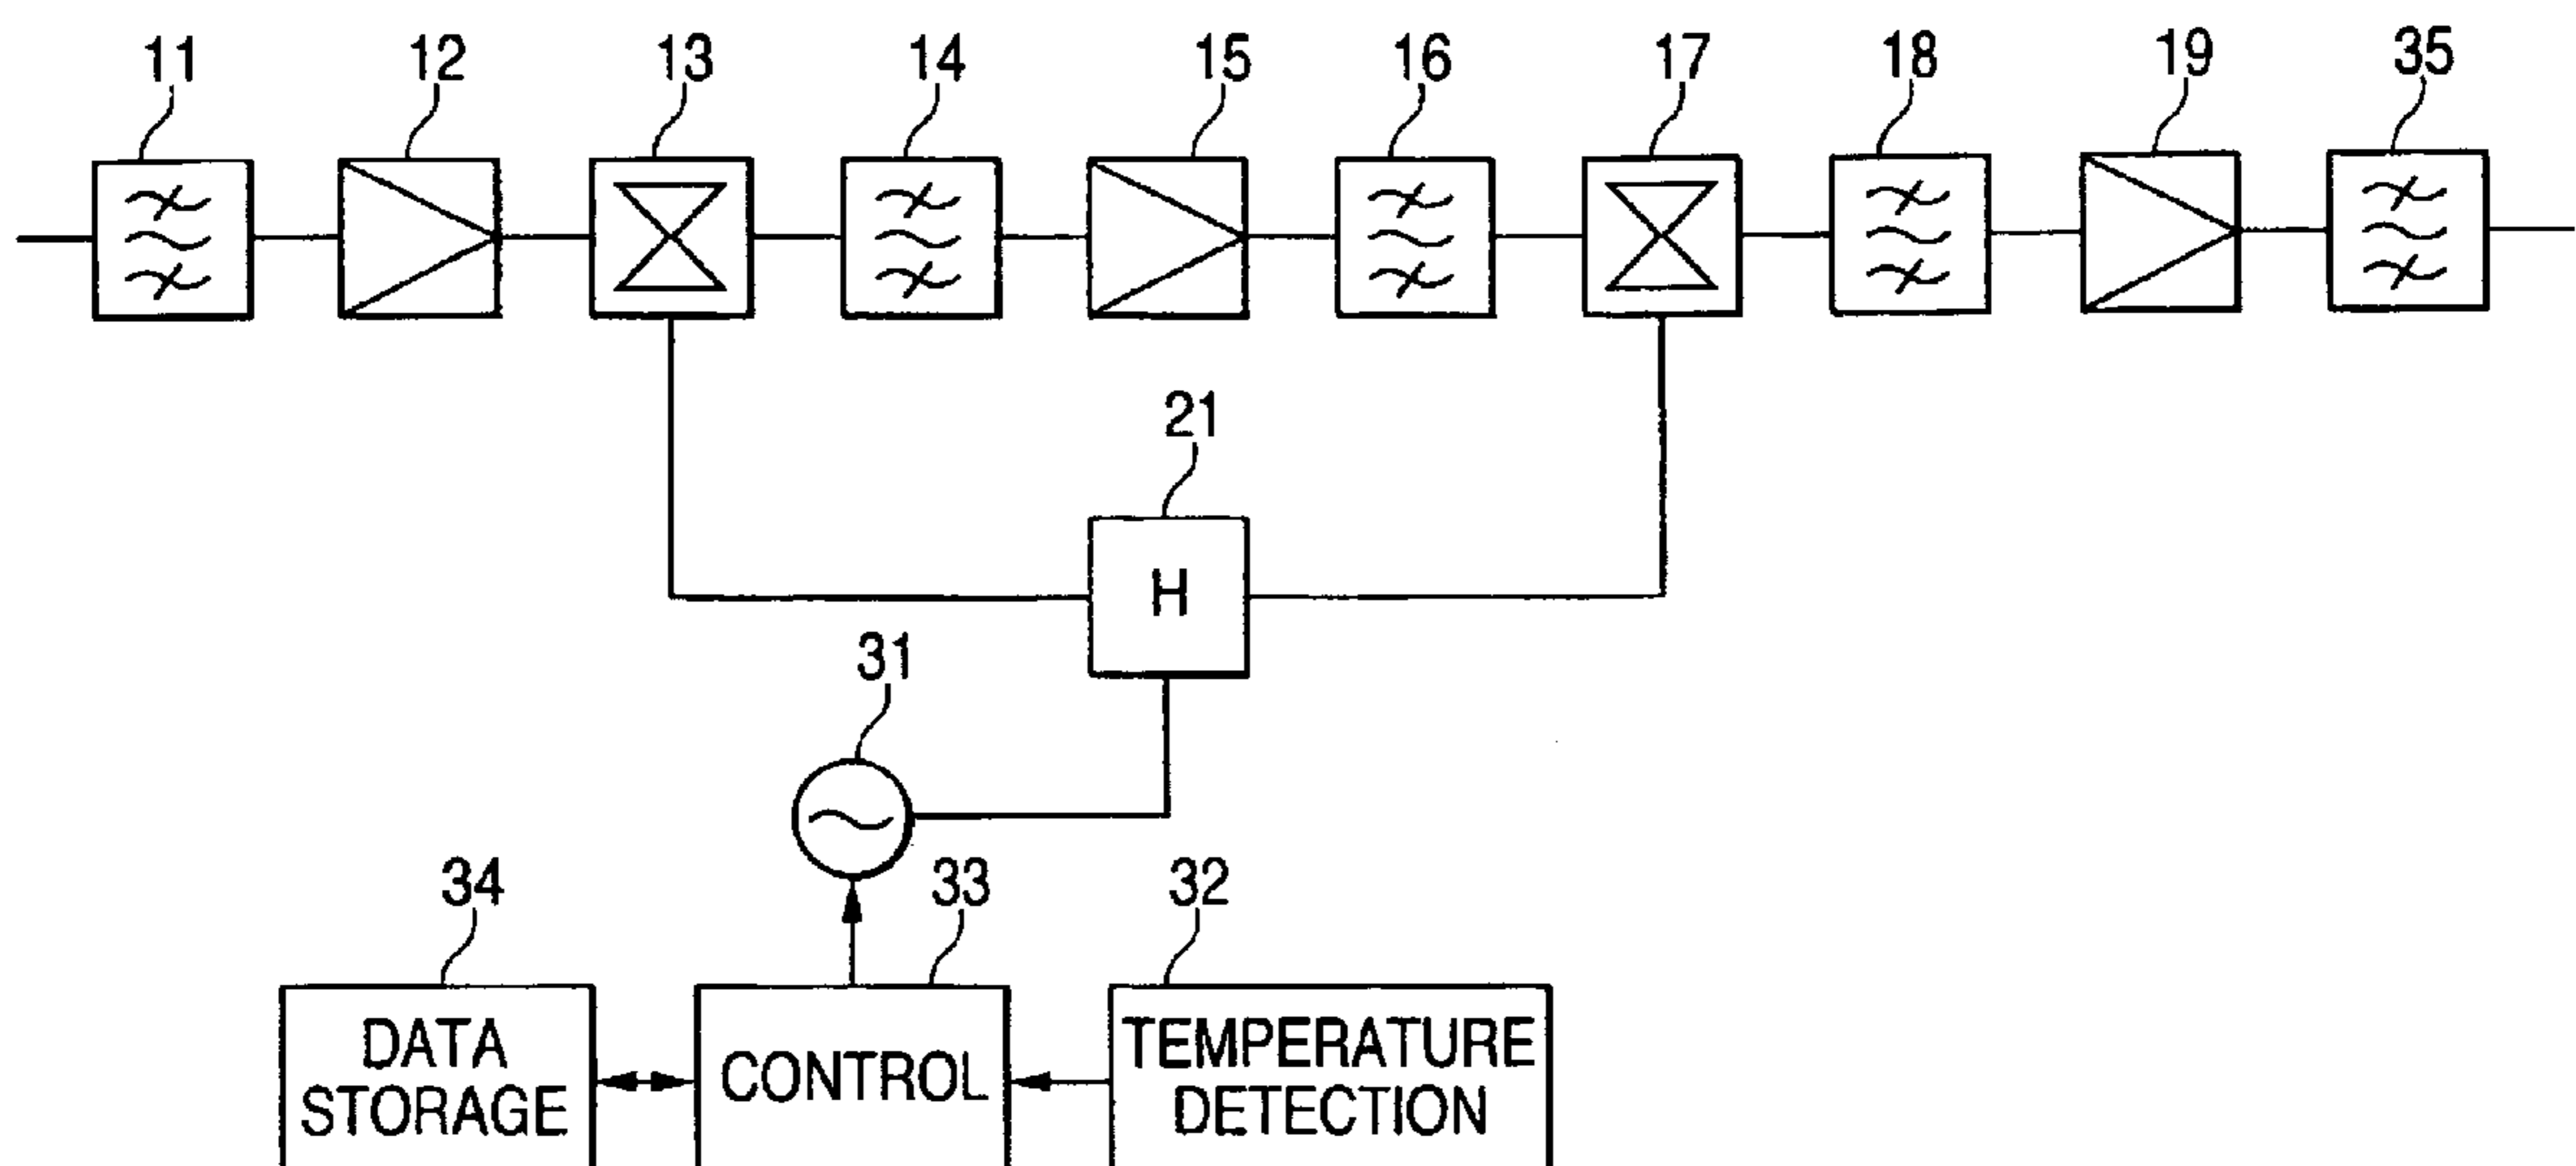 11 12 13 14 15 16 17 18 19 35
21
H
31
34 33 32
DATA
STORAGE
CONTROL
TEMPERATURE
DETECTION